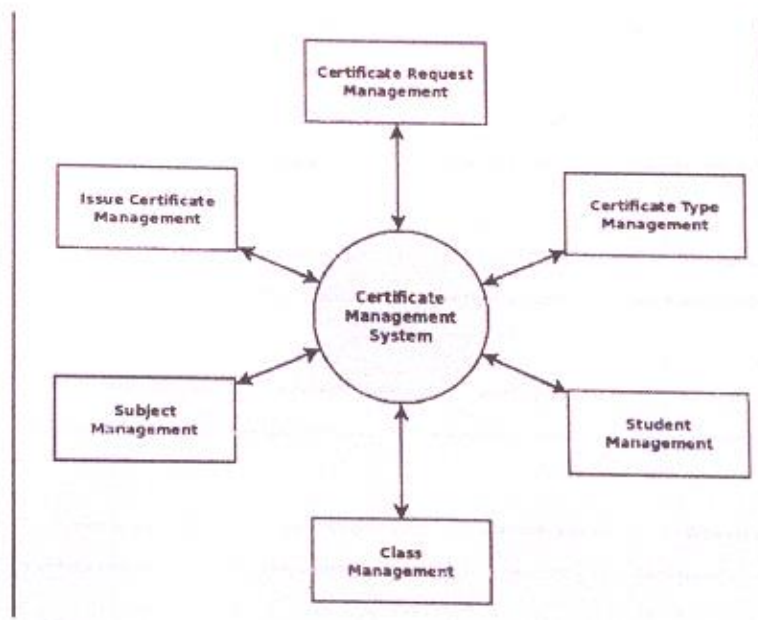 Certificate Request
Management
Issue Certificate
Management
Certificate Type
Management
Certificate
Management
System
Subject
Management
Student
Management
Class
Management